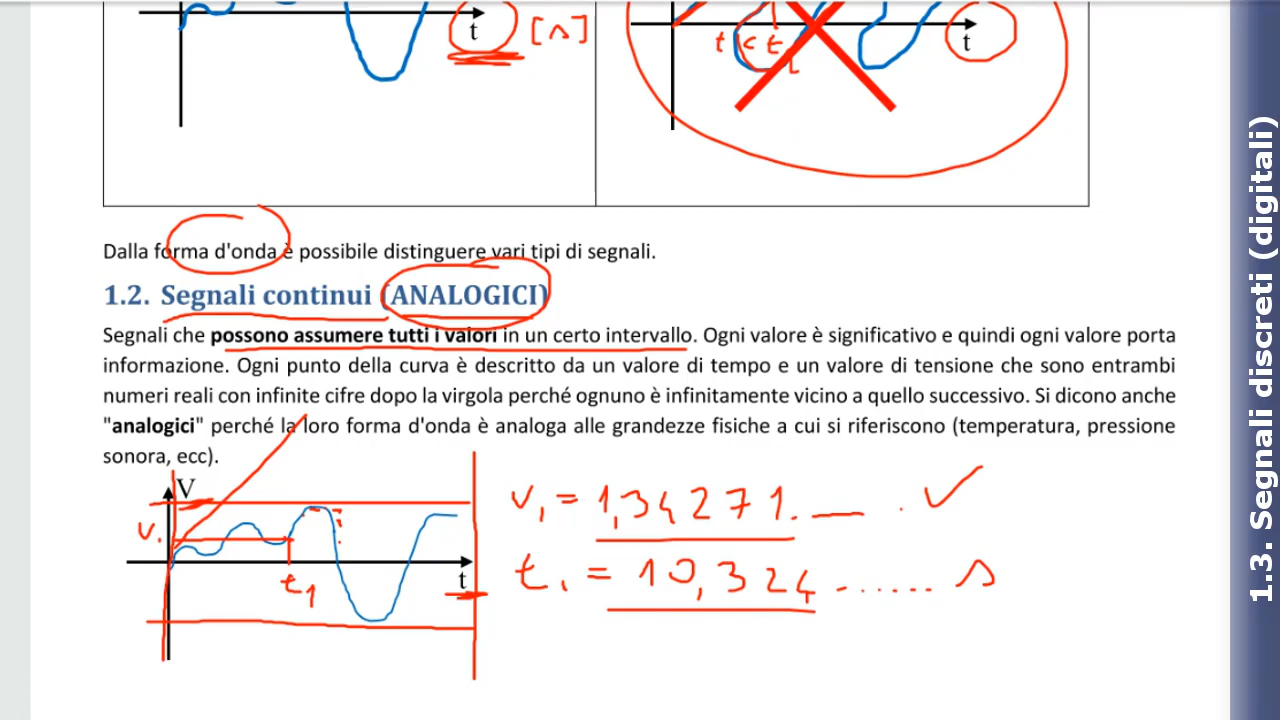 t
[s]
t < t1
t
Dalla forma d'onda è possibile distinguere vari tipi di segnali.
1.2. Segnali continui (ANALOGICI)
Segnali che possono assumere tutti i valori in un certo intervallo. Ogni valore è significativo e quindi ogni valore porta
informazione. Ogni punto della curva è descritto da un valore di tempo e un valore di tensione che sono entrambi
numeri reali con infinite cifre dopo la virgola perché ognuno è infinitamente vicino a quello successivo. Si dicono anche
"analogici" perché la loro forma d'onda è analoga alle grandezze fisiche a cui si riferiscono (temperatura, pressione
sonora, ecc).
V
V1
t
t1
V1 = 1,34271. __ .
t1 = 10,324...... s
1.3. Segnali discreti (digitali)